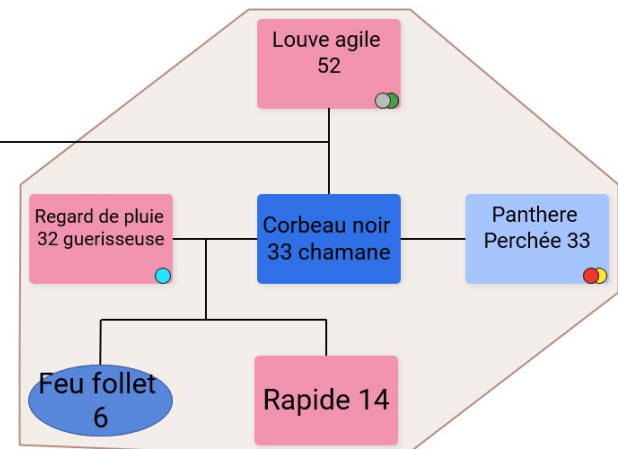 Louve agile
52
Regard de pluie
32 guerisseuse
Corbeau noir
33 chamane
Panthere
Perchée 33
Feu follet
6
Rapide 14